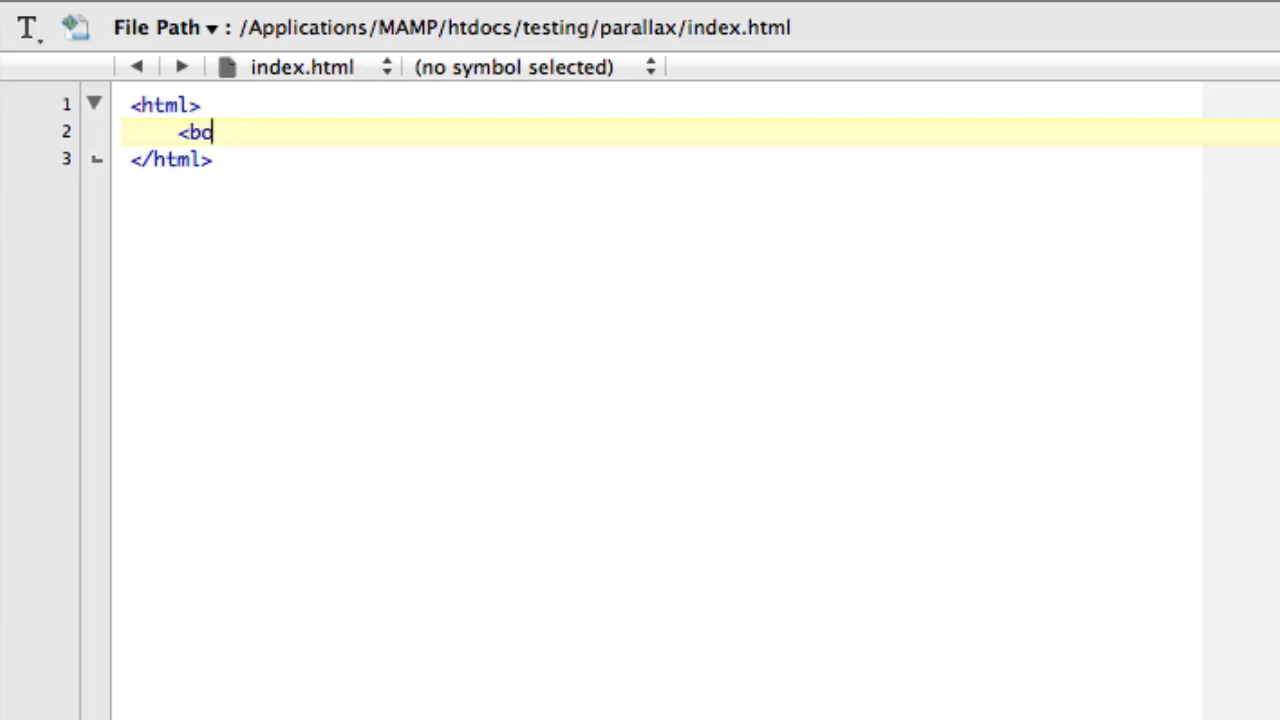 T
File Path ▾ : /Applications/MAMP/htdocs/testing/parallax/index.html
index.html (no symbol selected)
1 <html>
2 <bo
3 </html>